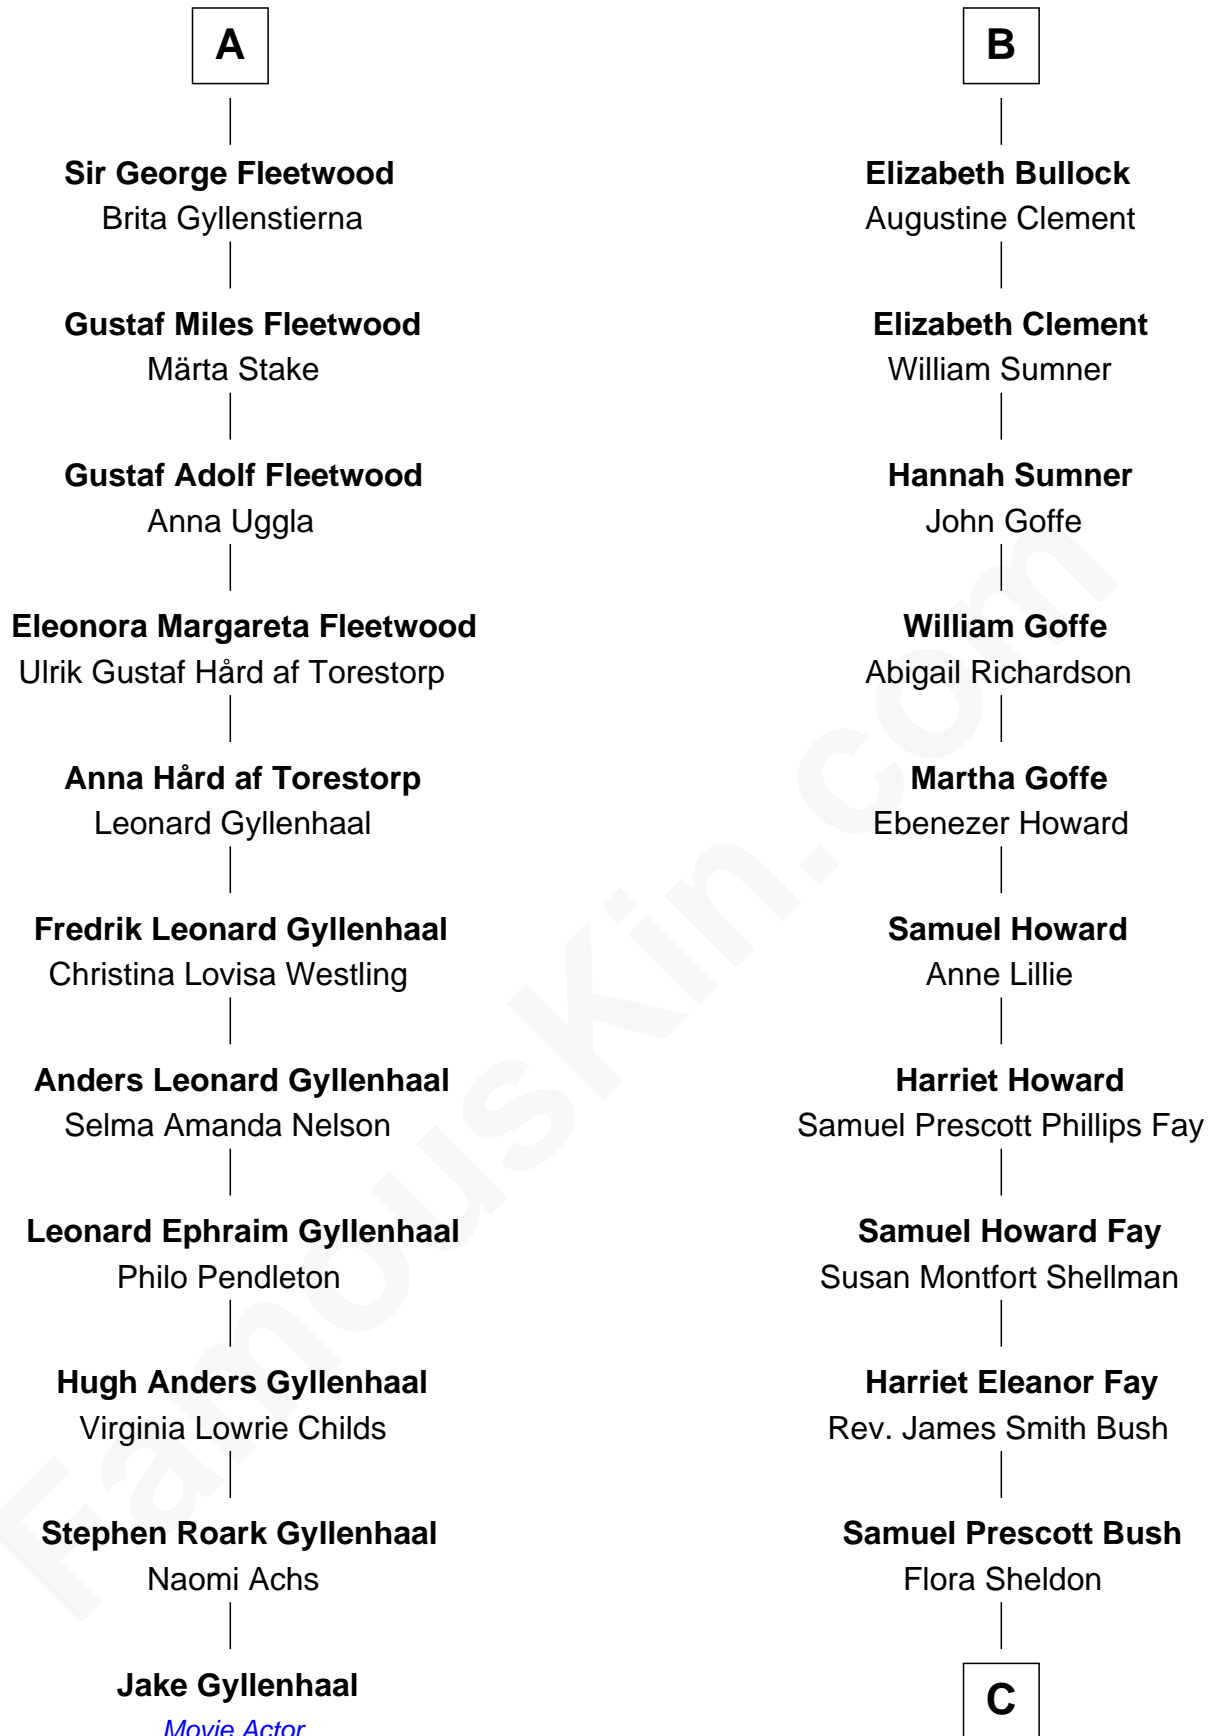 A
Sir George Fleetwood
Brita Gyllenstierna
Gustaf Miles Fleetwood
Märta Stake
Gustaf Adolf Fleetwood
Anna Uggla
Eleonora Margareta Fleetwood
Ulrik Gustaf Hård af Torestorp
Anna Hård af Torestorp
Leonard Gyllenhaal
Fredrik Leonard Gyllenhaal
Christina Lovisa Westling
Anders Leonard Gyllenhaal
Selma Amanda Nelson
Leonard Ephraim Gyllenhaal
Philo Pendleton
Hugh Anders Gyllenhaal
Virginia Lowrie Childs
Stephen Roark Gyllenhaal
Naomi Achs
Jake Gyllenhaal
Movie Actor
B
Elizabeth Bullock
Augustine Clement
Elizabeth Clement
William Sumner
Hannah Sumner
John Goffe
William Goffe
Abigail Richardson
Martha Goffe
Ebenezer Howard
Samuel Howard
Anne Lillie
Harriet Howard
Samuel Prescott Phillips Fay
Samuel Howard Fay
Susan Montfort Shellman
Harriet Eleanor Fay
Rev. James Smith Bush
Samuel Prescott Bush
Flora Sheldon
C
FamousKin.com